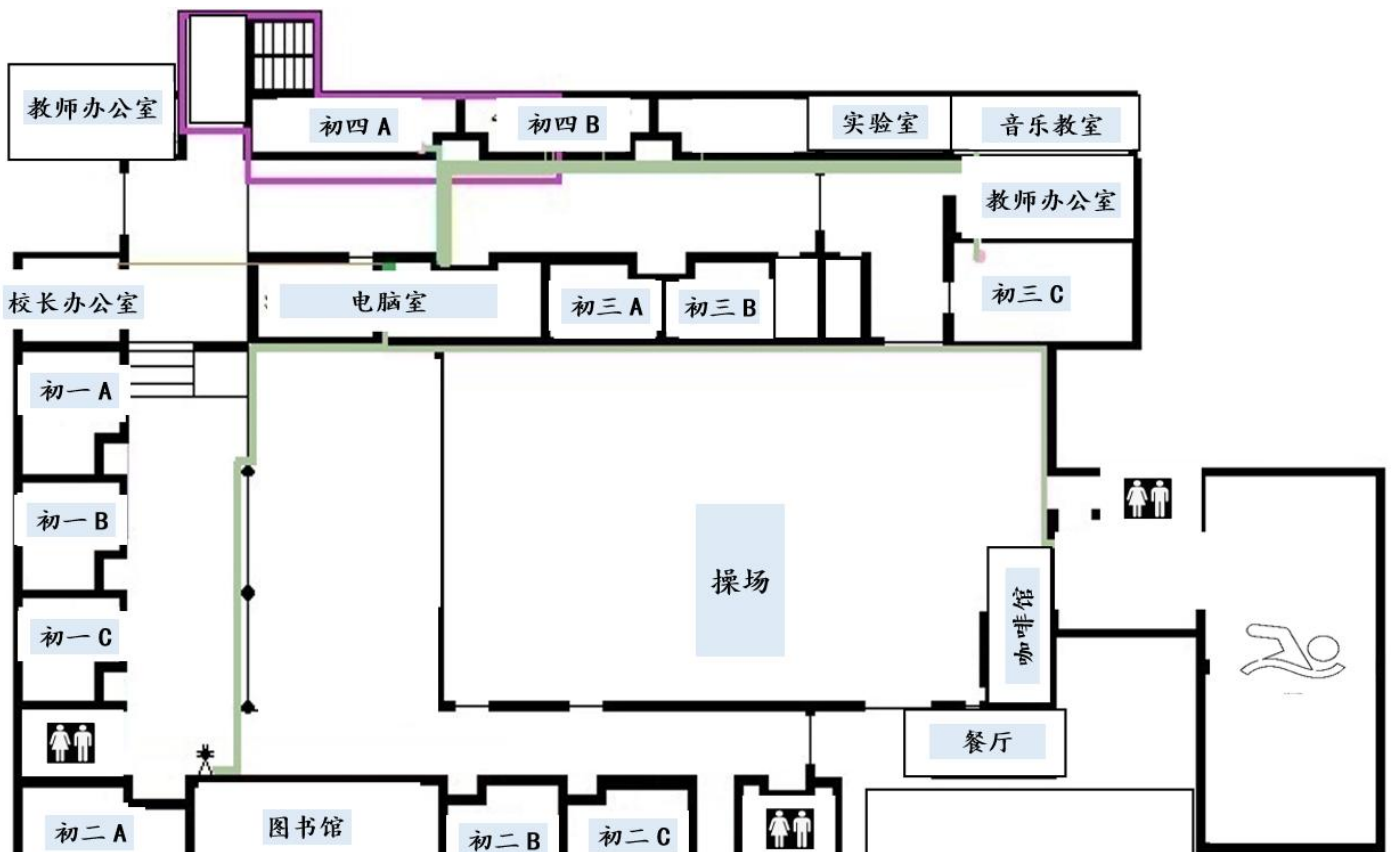 教师办公室
初四 A
初四 B
实验室
音乐教室
教师办公室
校长办公室
电脑室
初三 A
初三 B
初三 C
初一 A
初一 B
初一 C
操场
咖啡馆
餐厅
初二 A
图书馆
初二 B
初二 C